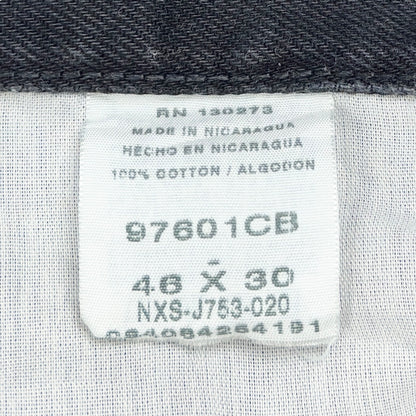 RN 130273
MADE IN NICARAGUA
HECHO EN NICARAGUA
100% COTTON / ALGODON
97601CB
46 X 30
NXS-J753-020